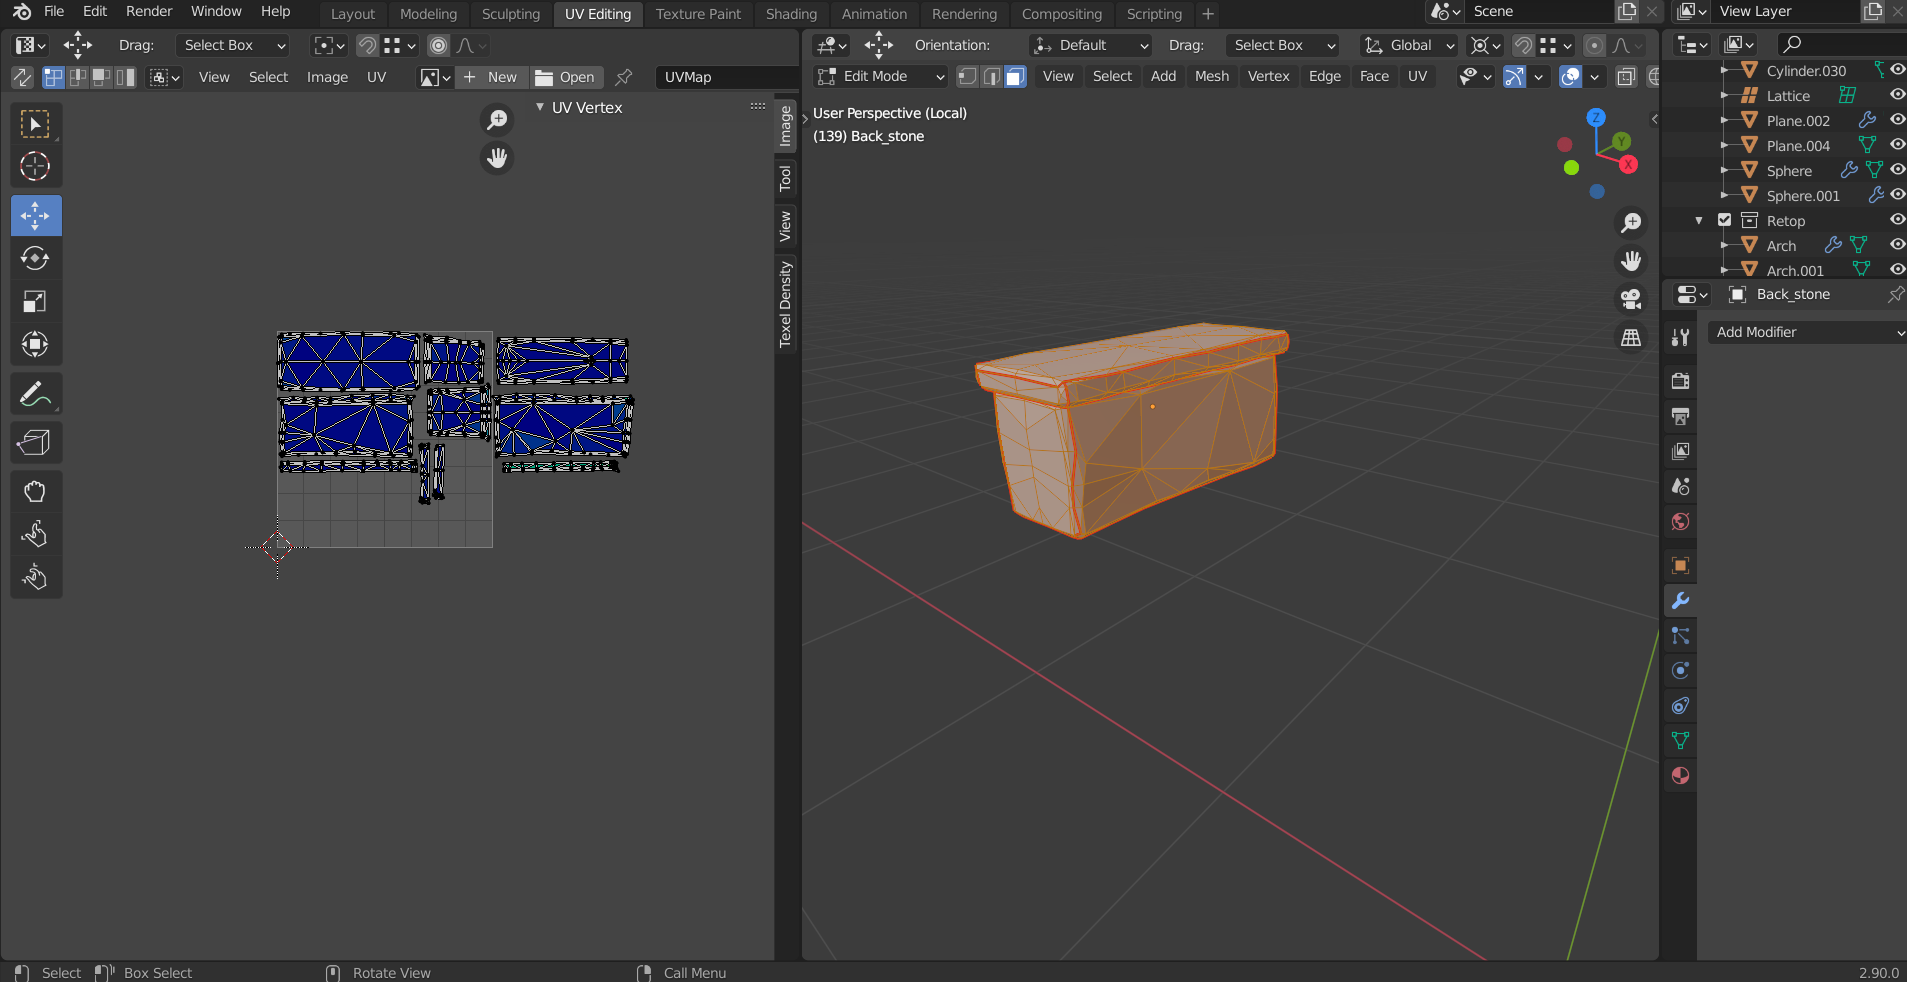 File Edit Render Window Help Layout Modeling Sculpting UV Editing Texture Paint Shading Animation Rendering Compositing Scripting + Scene View Layer
Drag: Select Box Orientation: Default Drag: Select Box Global
View Select Image UV + New Open UVMap Edit Mode View Select Add Mesh Vertex Edge Face UV
UV Vertex
Image
Tool
View
Texel Density
User Perspective (Local)
(139) Back_stone
Z
Y
X
Cylinder.030
Lattice
Plane.002
Plane.004
Sphere
Sphere.001
Retop
Arch
Arch.001
Back_stone
Add Modifier
Select Box Select Rotate View Call Menu 2.90.0